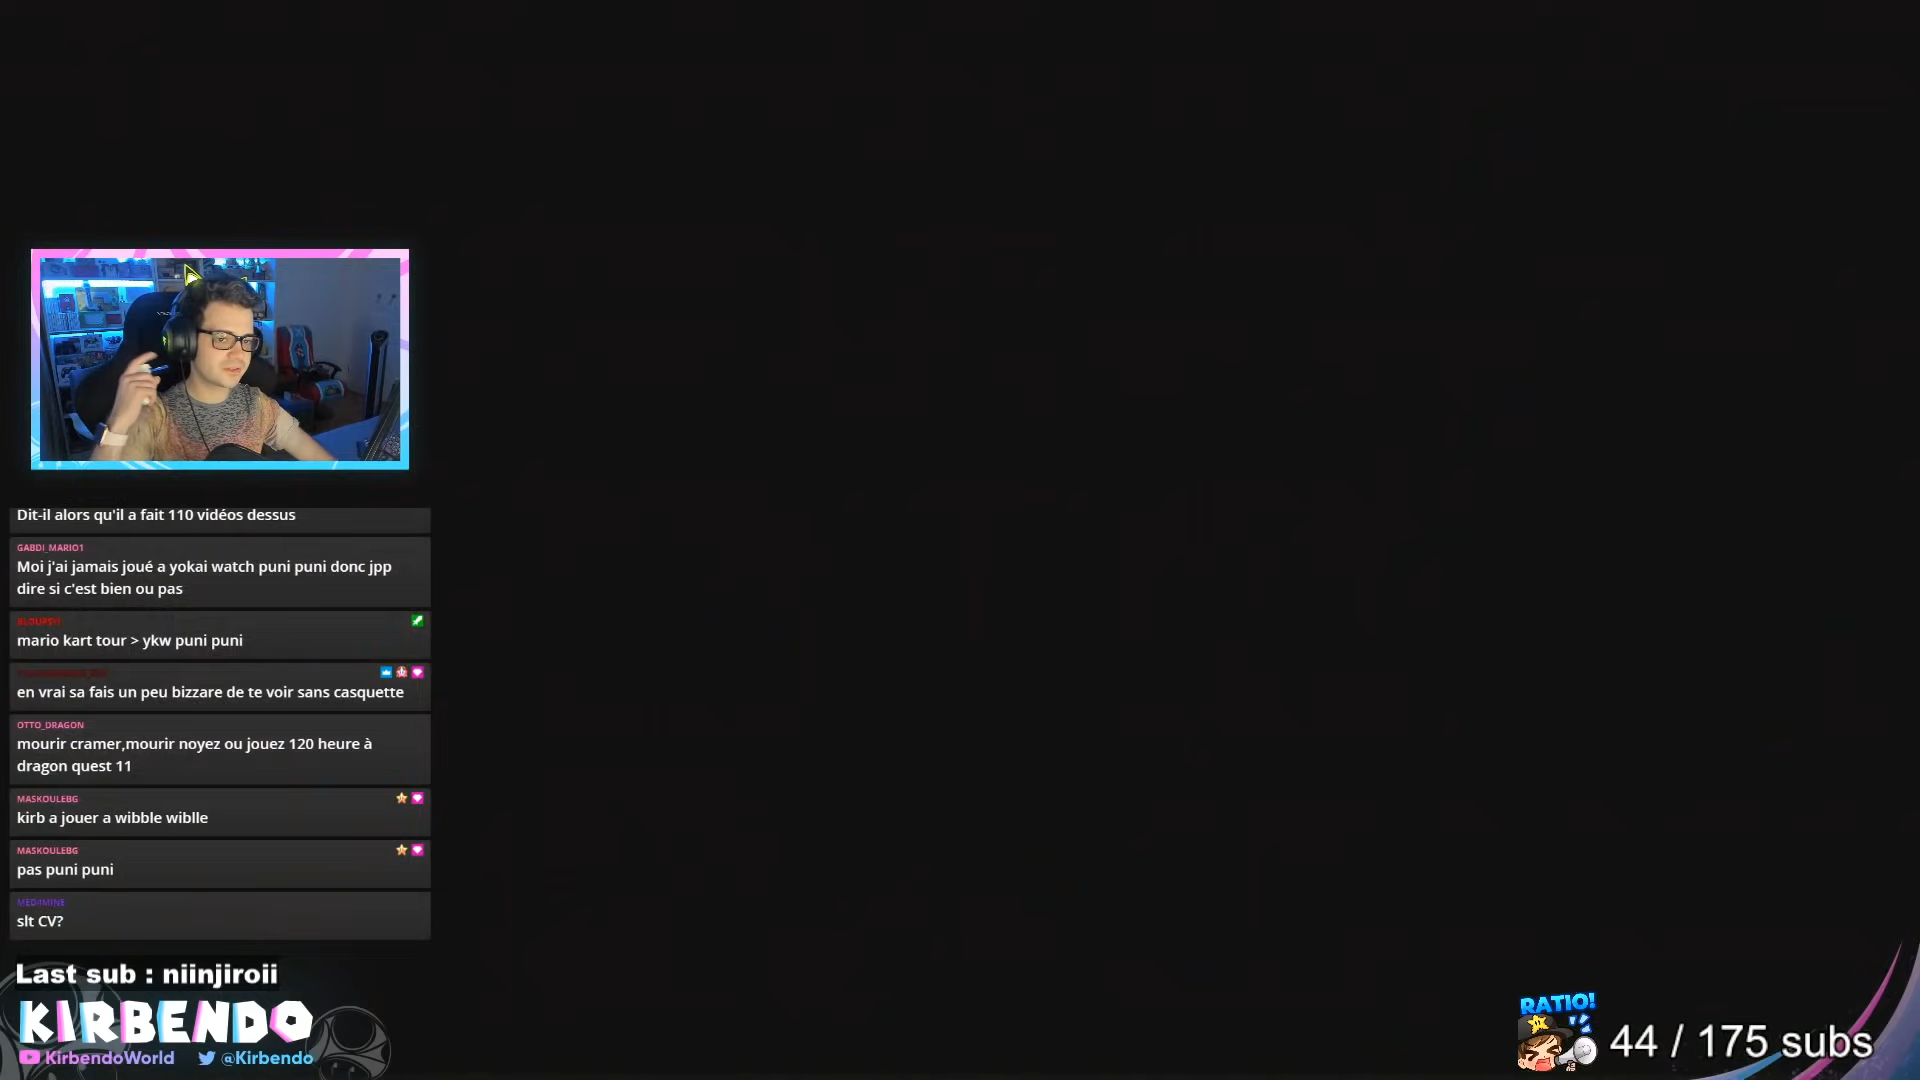 Dit-il alors qu'il a fait 110 vidéos dessus
GABDI_MARIO1
Moi j'ai jamais joué a yokai watch puni puni donc jpp
dire si c'est bien ou pas
mario kart tour > ykw puni puni
en vrai sa fais un peu bizzare de te voir sans casquette
OTTO_DRAGON
mourir cramer,mourir noyez ou jouez 120 heure à
dragon quest 11
MASKOULEBG
kirb a jouer a wibble wiblle
MASKOULEBG
pas puni puni
MEDIIMINE
slt CV?
Last sub : niinjiroii
KIRBENDO
KirbendoWorld @Kirbendo
RATIO!
44 / 175 subs